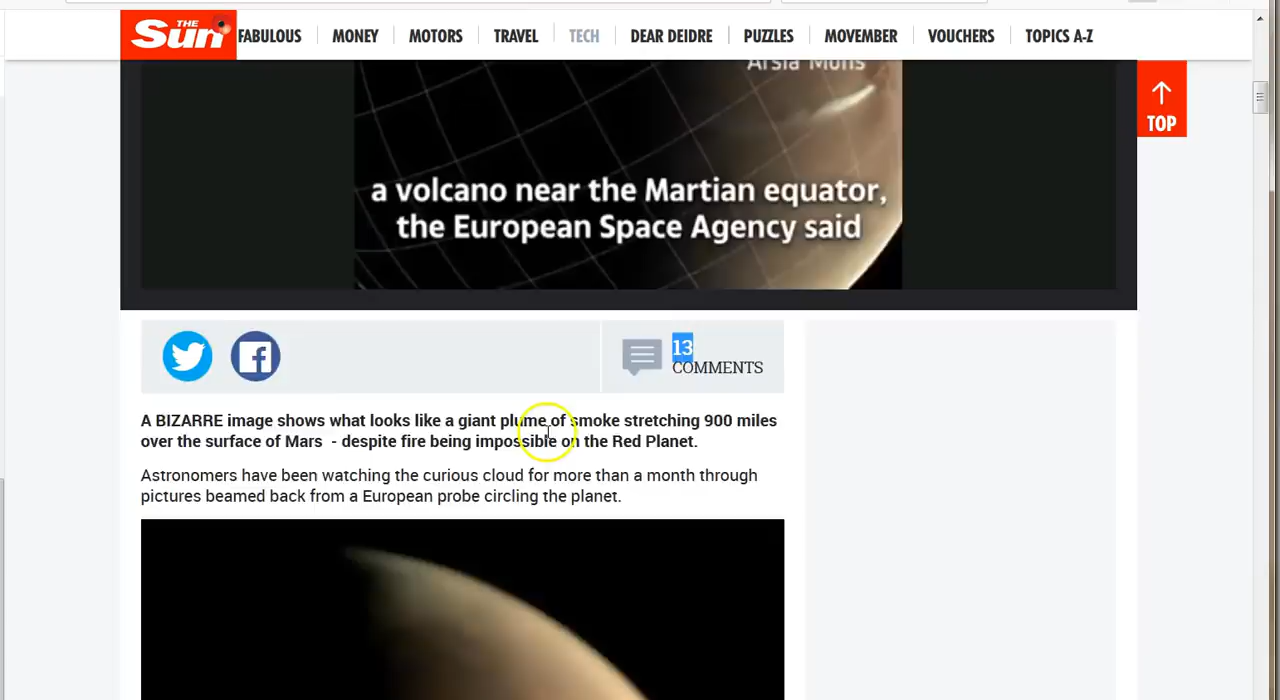 THE
Sun
FABULOUS
MONEY
MOTORS
TRAVEL
TECH
DEAR DEIDRE
PUZZLES
MOVEMBER
VOUCHERS
TOPICS A-Z
TOP
Arsia Mons
a volcano near the Martian equator,
the European Space Agency said
13
COMMENTS
A BIZARRE image shows what looks like a giant plume of smoke stretching 900 miles
over the surface of Mars - despite fire being impossible on the Red Planet.
Astronomers have been watching the curious cloud for more than a month through
pictures beamed back from a European probe circling the planet.